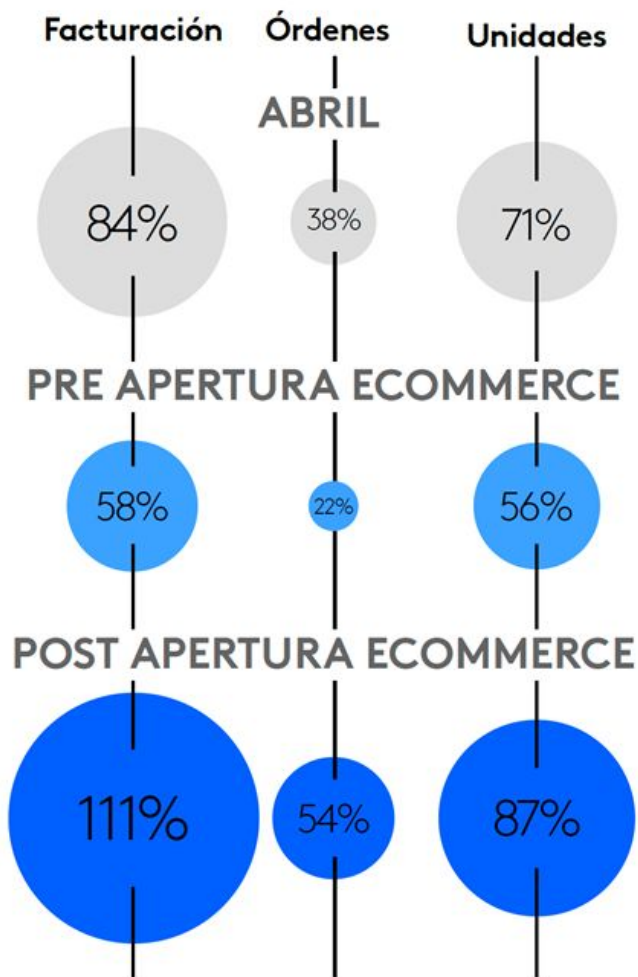 Facturación Órdenes Unidades
ABRIL
84% 38% 71%
PRE APERTURA ECOMMERCE
58% 22% 56%
POST APERTURA ECOMMERCE
111% 54% 87%